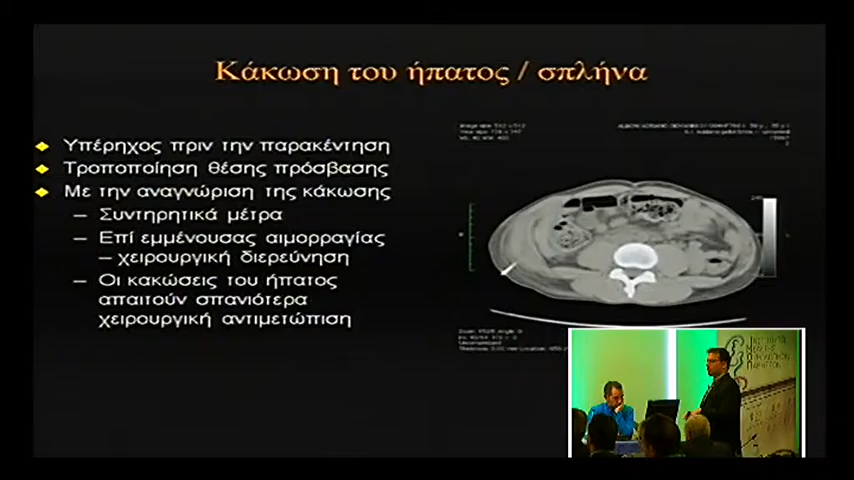 Κάκωση του ήπατος / σπλήνα
Υπέρηχος πριν την παρακέντηση
Τροποποίηση θέσης πρόσβασης
Με την αναγνώριση της κάκωσης
– Συντηρητικά μέτρα
– Επί εμμένουσας αιμορραγίας
– χειρουργική διερεύνηση
– Οι κακώσεις του ήπατος
απαιτούν σπανιότερα
χειρουργική αντιμετώπιση